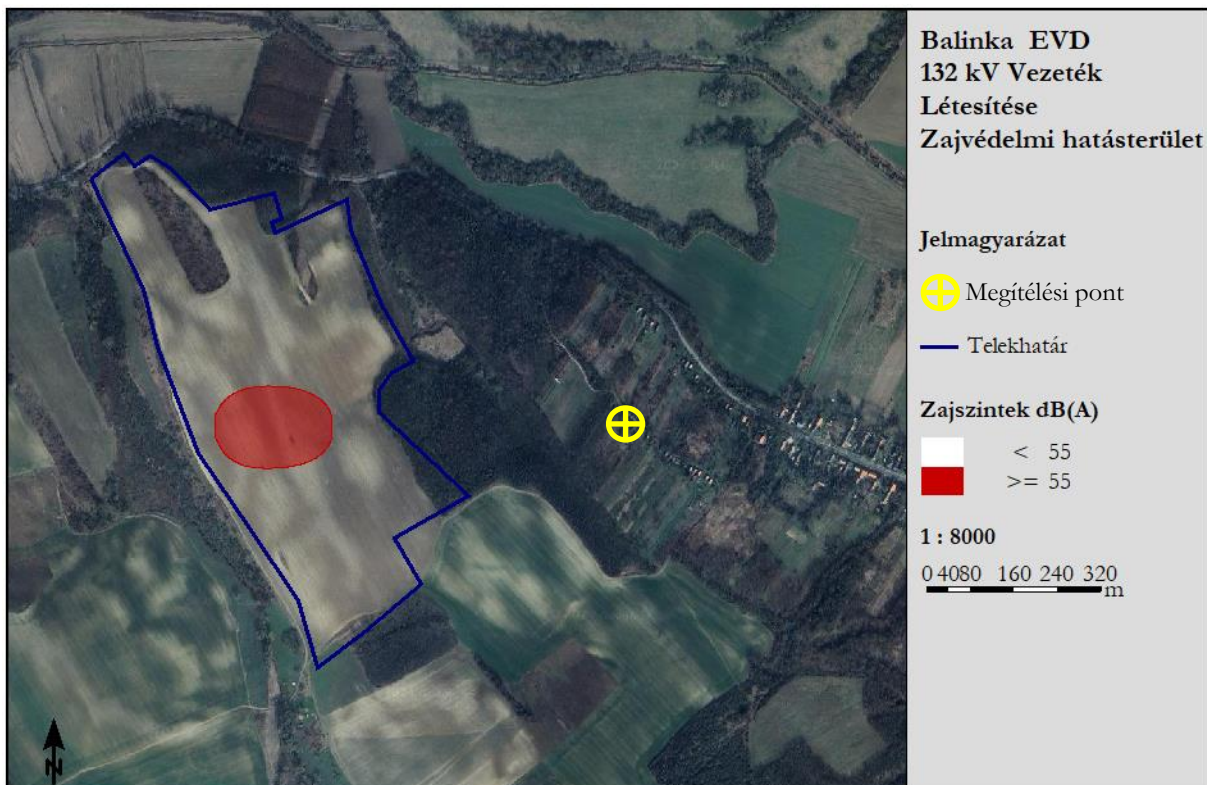 Balinka EVD
132 kV Vezeték
Létesítése
Zajvédelmi hatásterület
Jelmagyarázat
Megítélési pont
Telekhatár
Zajszintek dB(A)
< 55
>= 55
1 : 8000
0 40 80 160 240 320
m
N